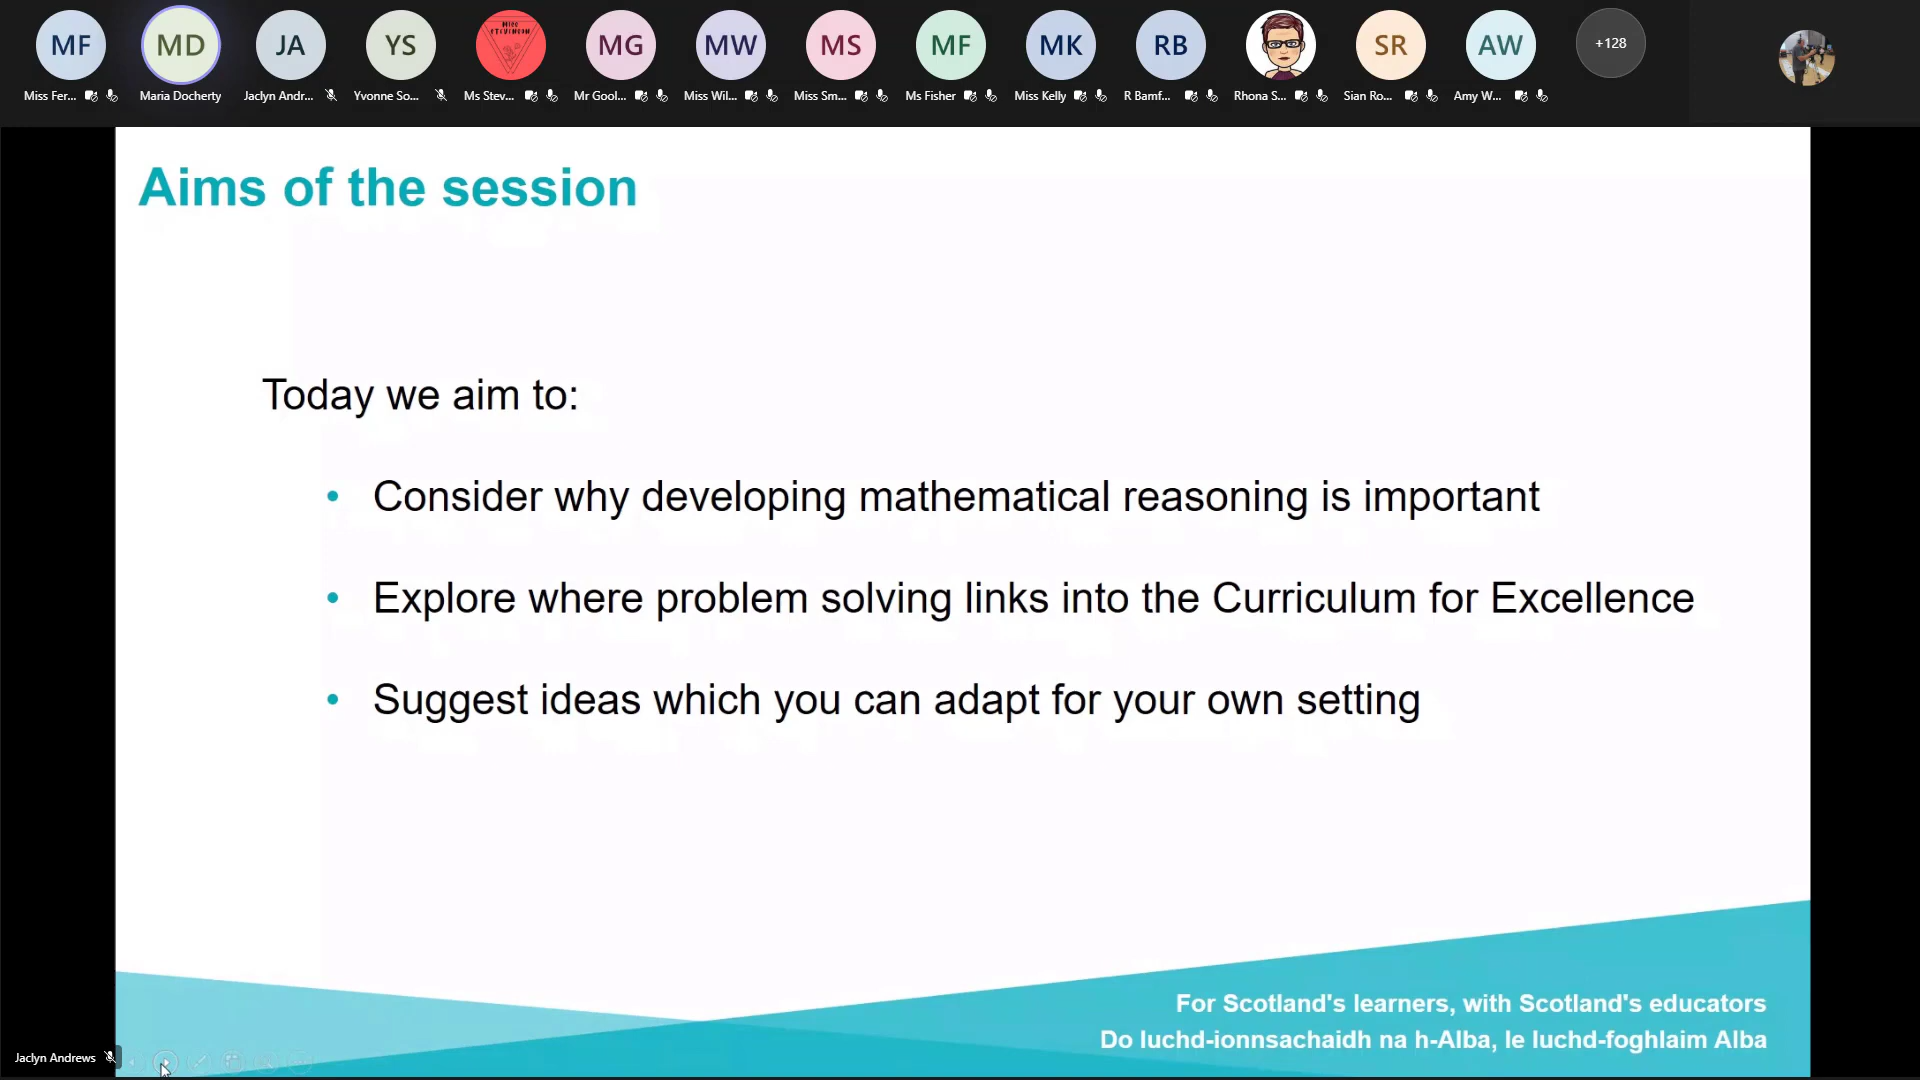 MF
MD
JA
YS
Miss
STEVENSON
MG
MW
MS
MF
MK
RB
SR
AW
+128
Miss Fer...
Maria Docherty
Jaclyn Andr...
Yvonne So...
Ms Stev...
Mr Gool...
Miss Wil...
Miss Sm...
Ms Fisher
Miss Kelly
R Bamf...
Rhona S...
Sian Ro...
Amy W...
Aims of the session
Today we aim to:
• Consider why developing mathematical reasoning is important
• Explore where problem solving links into the Curriculum for Excellence
• Suggest ideas which you can adapt for your own setting
For Scotland's learners, with Scotland's educators
Do luchd-ionnsachaidh na h-Alba, le luchd-foghlaim Alba
Jaclyn Andrews